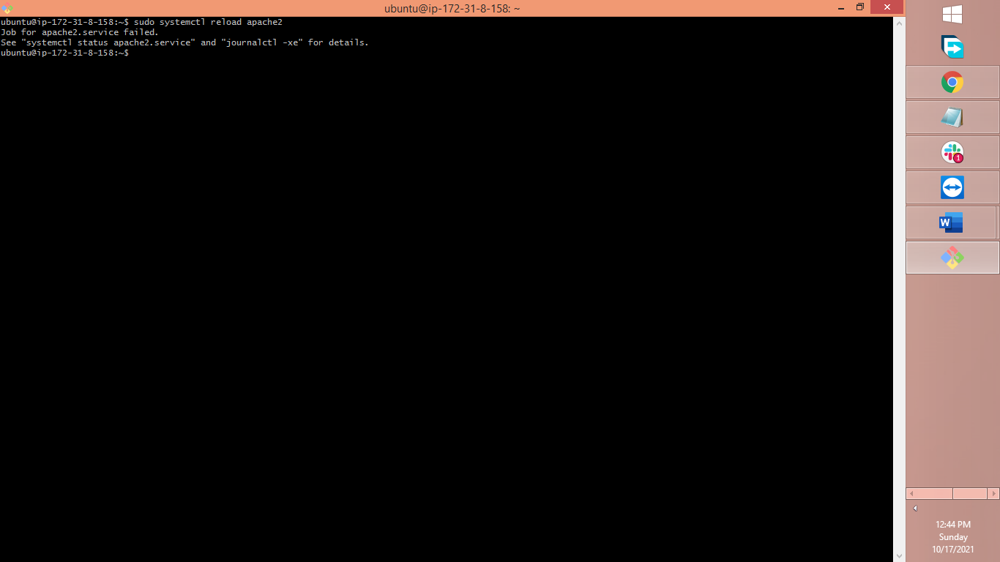 ubuntu@ip-172-31-8-158: ~
ubuntu@ip-172-31-8-158:~$ sudo systemctl reload apache2
Job for apache2.service failed.
See "systemctl status apache2.service" and "journalctl -xe" for details.
ubuntu@ip-172-31-8-158:~$
1
W
12:44 PM
Sunday
10/17/2021